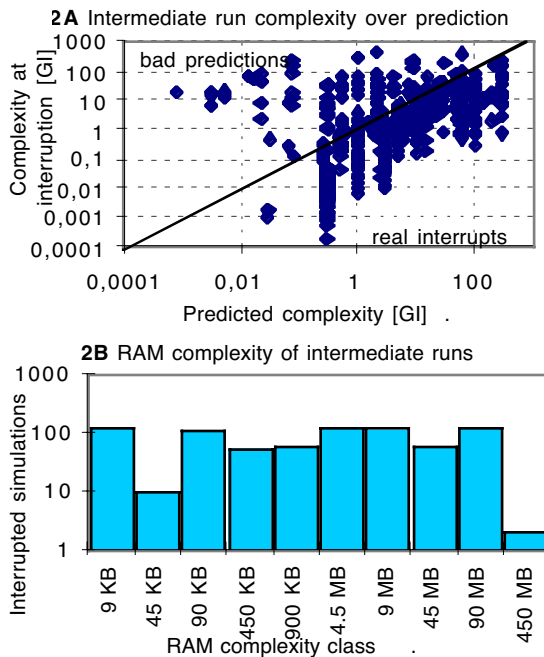 2A Intermediate run complexity over prediction
Complexity at
interruption [GI]
1000
100
10
1
0,1
0,01
0,001
0,0001
bad predictions
real interrupts
0,0001
0,01
1
100
Predicted complexity [GI] .
2B RAM complexity of intermediate runs
Interrupted simulations
1000
100
10
1
9 KB
45 KB
90 KB
450 KB
900 KB
4.5 MB
9 MB
45 MB
90 MB
450 MB
RAM complexity class .